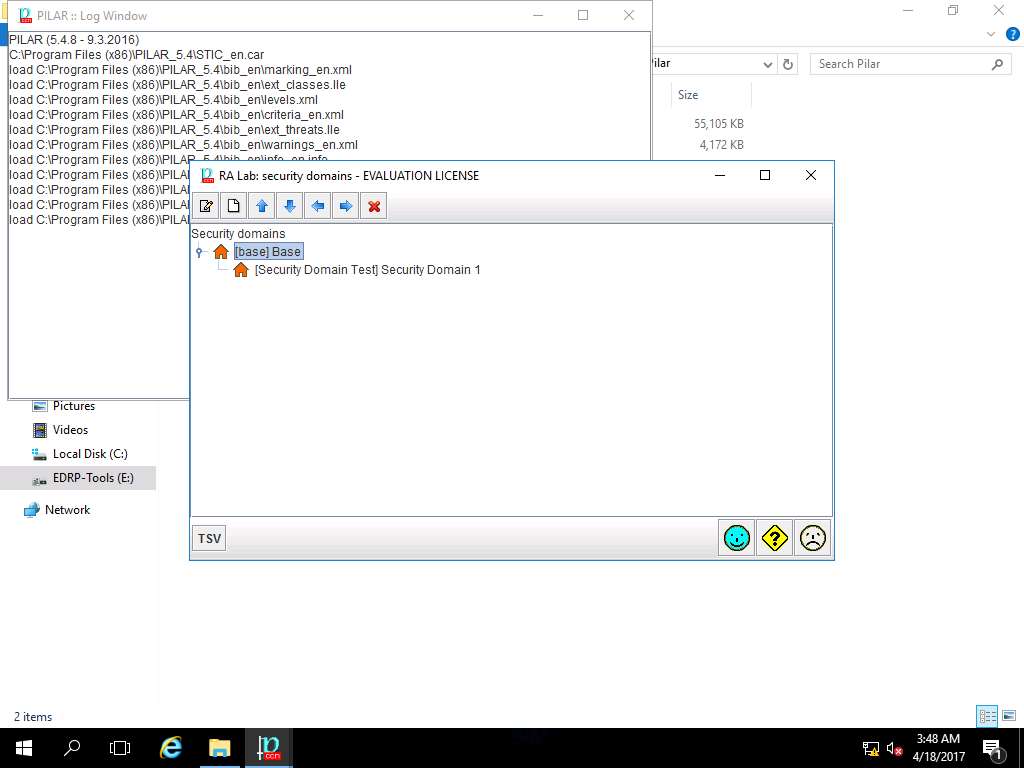 PILAR :: Log Window
PILAR (5.4.8 - 9.3.2016)
C:\Program Files (x86)\PILAR_5.4\STIC_en.car
load C:\Program Files (x86)\PILAR_5.4\bib_en\marking_en.xml
load C:\Program Files (x86)\PILAR_5.4\bib_en\ext_classes.lle
load C:\Program Files (x86)\PILAR_5.4\bib_en\levels.xml
load C:\Program Files (x86)\PILAR_5.4\bib_en\criteria_en.xml
load C:\Program Files (x86)\PILAR_5.4\bib_en\ext_threats.lle
load C:\Program Files (x86)\PILAR_5.4\bib_en\warnings_en.xml
load C:\Program Files (x86)\PILAR_5.4\bib_en\info_en.info
load C:\Program Files (x86)\PILA
load C:\Program Files (x86)\PILA
load C:\Program Files (x86)\PILA
load C:\Program Files (x86)\PILA
ilar
Search Pilar
Size
55,105 KB
4,172 KB
RA Lab: security domains - EVALUATION LICENSE
Security domains
[base] Base
[Security Domain Test] Security Domain 1
TSV
Pictures
Videos
Local Disk (C:)
EDRP-Tools (E:)
Network
2 items
3:48 AM
4/18/2017
1